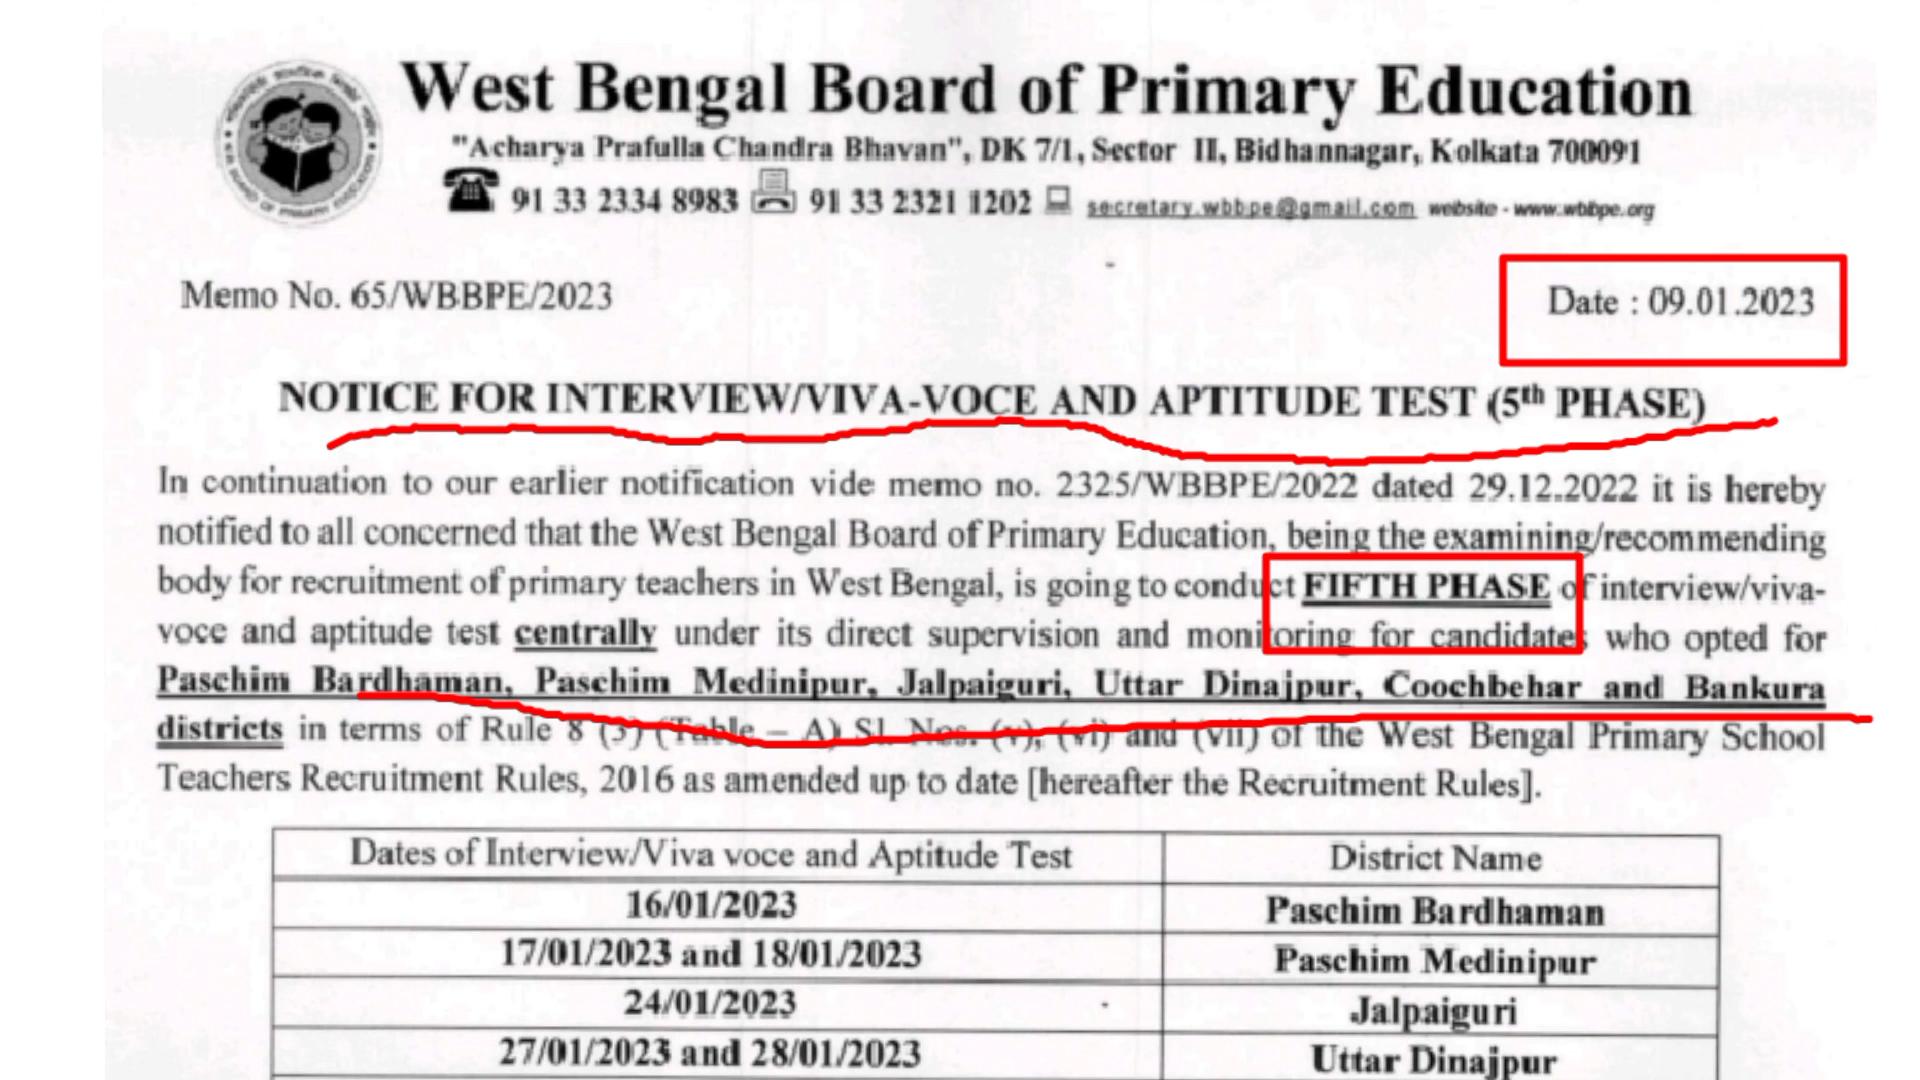 West Bengal Board of Primary Education
"Acharya Prafulla Chandra Bhavan", DK 7/1, Sector II, Bidhannagar, Kolkata 700091
91 33 2334 8983 91 33 2321 1202 secretary.wbbpe@gmail.com website - www.wbbpe.org
Memo No. 65/WBBPE/2023
Date : 09.01.2023
NOTICE FOR INTERVIEW/VIVA-VOCE AND APTITUDE TEST (5th PHASE)
In continuation to our earlier notification vide memo no. 2325/WBBPE/2022 dated 29.12.2022 it is hereby
notified to all concerned that the West Bengal Board of Primary Education, being the examining/recommending
body for recruitment of primary teachers in West Bengal, is going to conduct FIFTH PHASE of interview/viva-
voce and aptitude test centrally under its direct supervision and monitoring for candidates who opted for
Paschim Bardhaman, Paschim Medinipur, Jalpaiguri, Uttar Dinajpur, Coochbehar and Bankura
districts in terms of Rule 8 (3) (Table – A) Sl. Nos. (v), (vi) and (vii) of the West Bengal Primary School
Teachers Recruitment Rules, 2016 as amended up to date [hereafter the Recruitment Rules].
Dates of Interview/Viva voce and Aptitude Test District Name
16/01/2023 Paschim Bardhaman
17/01/2023 and 18/01/2023 Paschim Medinipur
24/01/2023 Jalpaiguri
27/01/2023 and 28/01/2023 Uttar Dinajpur